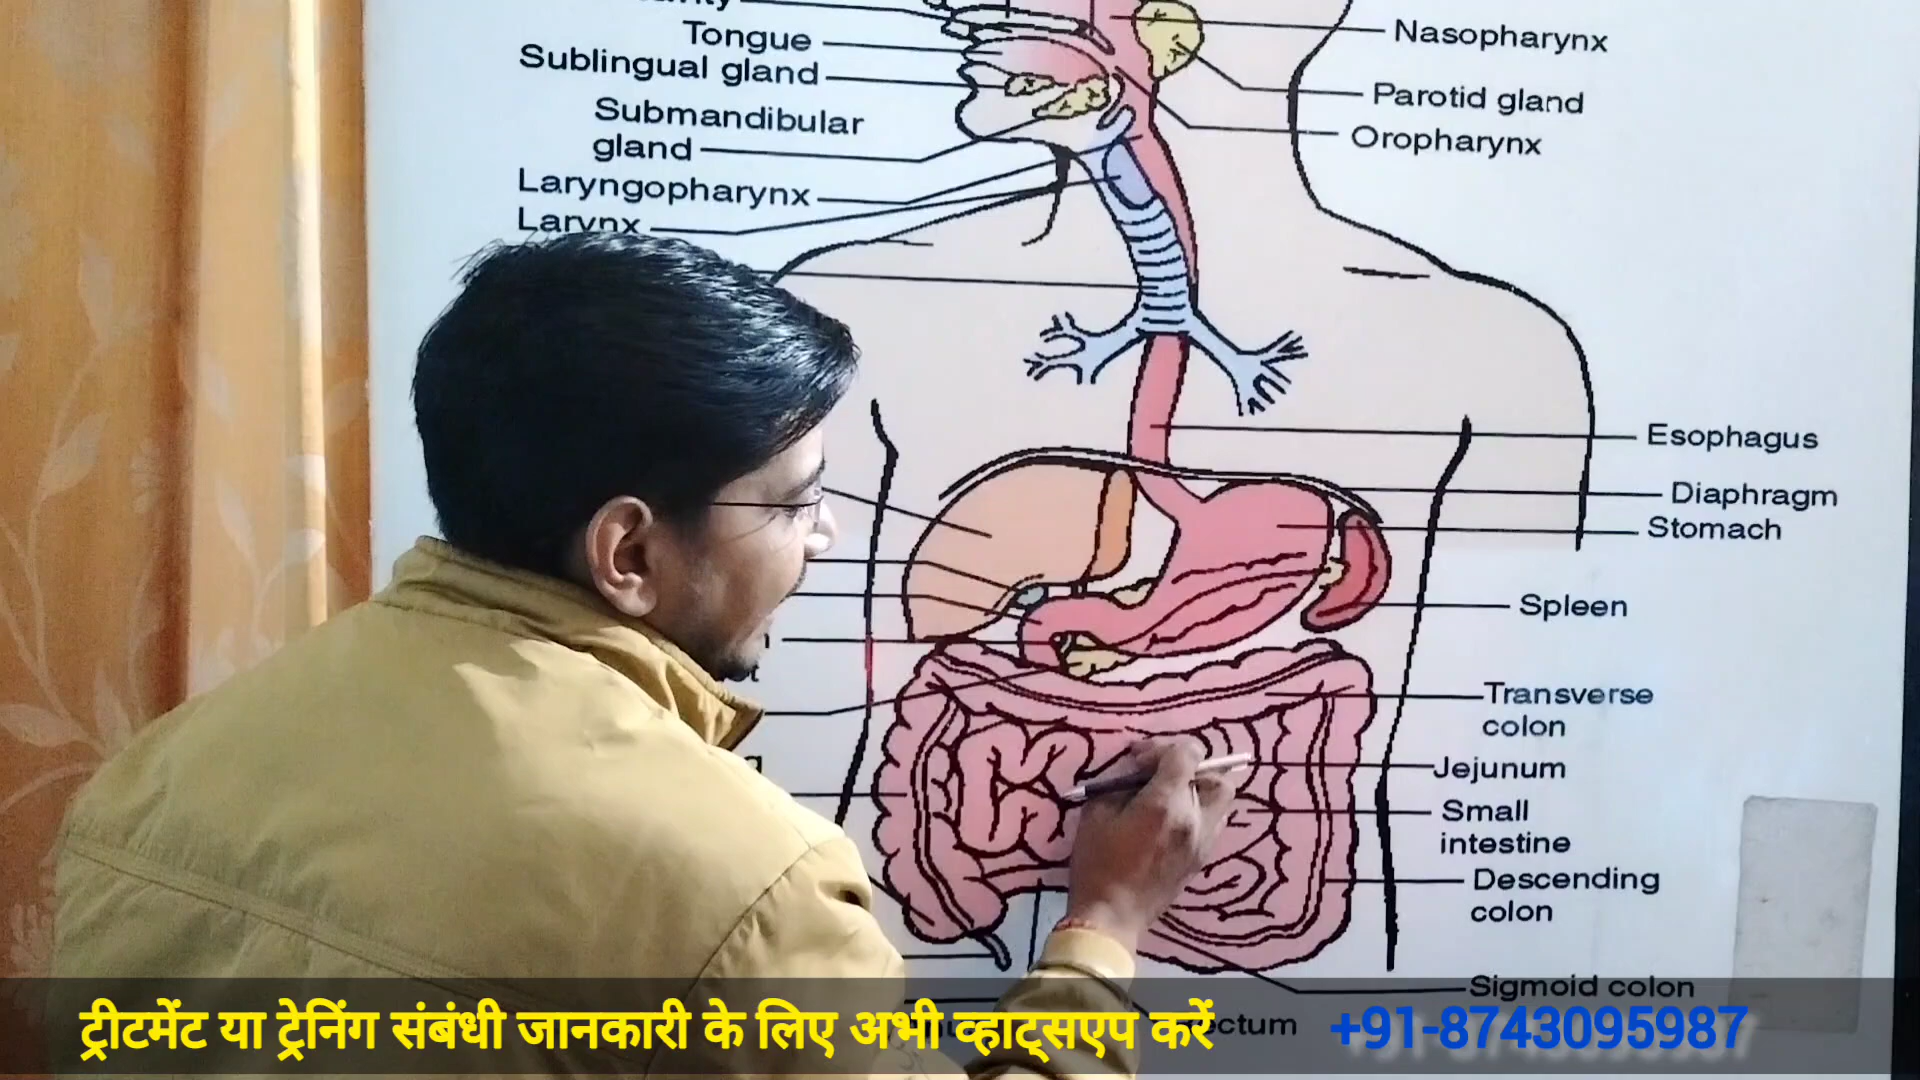 Tongue
Sublingual gland
Submandibular
gland
Laryngopharynx
Larynx
Nasopharynx
Parotid gland
Oropharynx
Esophagus
Diaphragm
Stomach
Spleen
Transverse
colon
Jejunum
Small
intestine
Descending
colon
Sigmoid colon
ट्रीटमेंट या ट्रेनिंग संबंधी जानकारी के लिए अभी व्हाट्सएप करें +91-8743095987